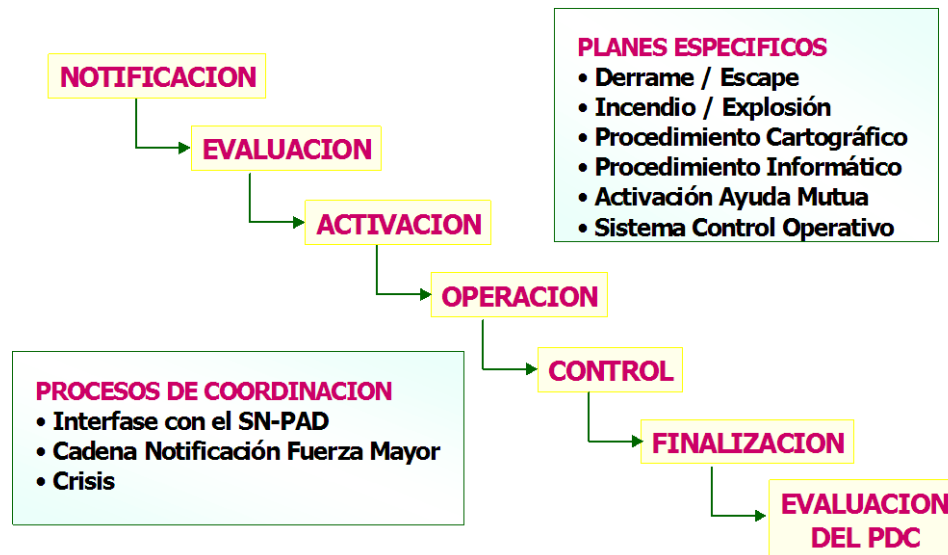 NOTIFICACION
EVALUACION
ACTIVACION
OPERACION
CONTROL
FINALIZACION
EVALUACION
DEL PDC
PLANES ESPECIFICOS
• Derrame / Escape
• Incendio / Explosión
• Procedimiento Cartográfico
• Procedimiento Informático
• Activación Ayuda Mutua
• Sistema Control Operativo
PROCESOS DE COORDINACION
• Interfase con el SN-PAD
• Cadena Notificación Fuerza Mayor
• Crisis